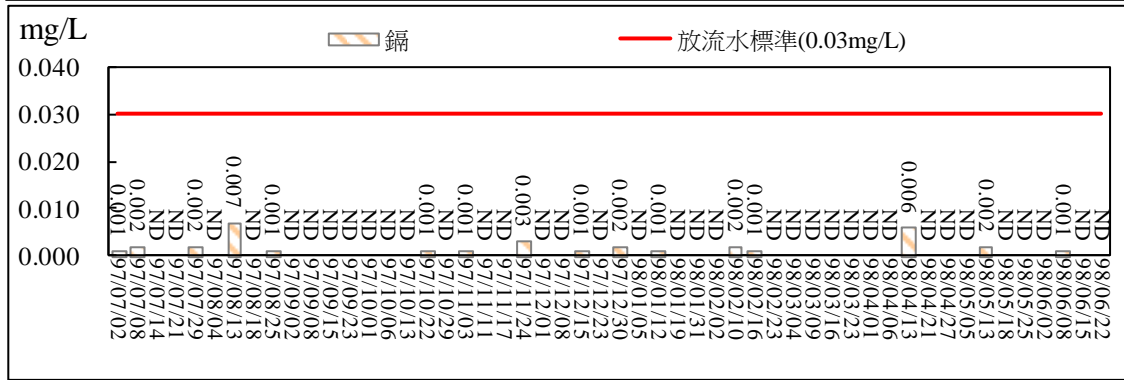 mg/L
鎘
放流水標準(0.03mg/L)
0.040
0.030
0.020
0.010
0.000
0.001
0.002
ND
ND
0.002
ND
0.007
ND
0.001
ND
ND
ND
ND
ND
ND
ND
0.001
ND
0.001
ND
ND
0.003
ND
ND
0.001
ND
0.002
ND
0.001
ND
ND
ND
0.002
0.001
ND
ND
ND
ND
ND
ND
ND
0.006
ND
ND
ND
0.002
ND
ND
ND
0.001
ND
ND
97/07/02
97/07/08
97/07/14
97/07/21
97/07/29
97/08/04
97/08/13
97/08/18
97/08/25
97/09/02
97/09/08
97/09/15
97/09/23
97/10/01
97/10/06
97/10/13
97/10/22
97/10/29
97/11/03
97/11/11
97/11/17
97/11/24
97/12/01
97/12/08
97/12/15
97/12/23
97/12/30
98/01/05
98/01/12
98/01/19
98/01/31
98/02/02
98/02/10
98/02/16
98/02/23
98/03/04
98/03/09
98/03/16
98/03/23
98/04/01
98/04/06
98/04/13
98/04/21
98/04/27
98/05/05
98/05/13
98/05/18
98/05/25
98/06/02
98/06/08
98/06/15
98/06/22